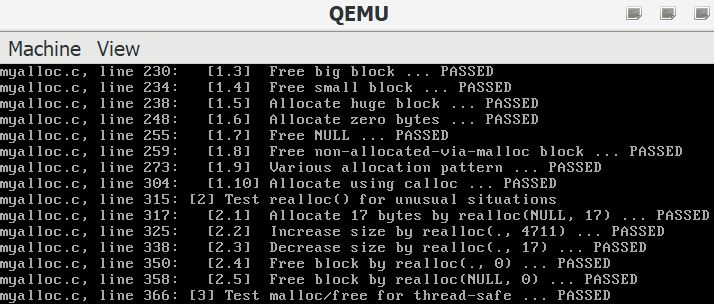 QEMU
Machine View
myalloc.c, line 230: [1.3] Free big block ... PASSED
myalloc.c, line 234: [1.4] Free small block ... PASSED
myalloc.c, line 238: [1.5] Allocate huge block ... PASSED
myalloc.c, line 248: [1.6] Allocate zero bytes ... PASSED
myalloc.c, line 255: [1.7] Free NULL ... PASSED
myalloc.c, line 259: [1.8] Free non-allocated-via-malloc block ... PASSED
myalloc.c, line 273: [1.9] Various allocation pattern ... PASSED
myalloc.c, line 304: [1.10] Allocate using calloc ... PASSED
myalloc.c, line 315: [2] Test realloc() for unusual situations
myalloc.c, line 317: [2.1] Allocate 17 bytes by realloc(NULL, 17) ... PASSED
myalloc.c, line 325: [2.2] Increase size by realloc(., 4711) ... PASSED
myalloc.c, line 338: [2.3] Decrease size by realloc(., 17) ... PASSED
myalloc.c, line 350: [2.4] Free block by realloc(., 0) ... PASSED
myalloc.c, line 358: [2.5] Free block by realloc(NULL, 0) ... PASSED
myalloc.c, line 366: [3] Test malloc/free for thread-safe ... PASSED